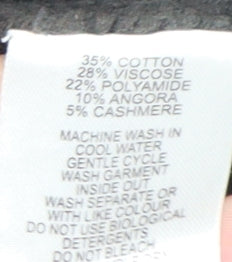 35% COTTON
28% VISCOSE
22% POLYAMIDE
10% ANGORA
5% CASHMERE
MACHINE WASH IN
COOL WATER
GENTLE CYCLE
WASH GARMENT
INSIDE OUT
WASH SEPARATE OR
WITH LIKE COLOUR
DO NOT USE BIOLOGICAL
DETERGENTS
DO NOT BLEACH